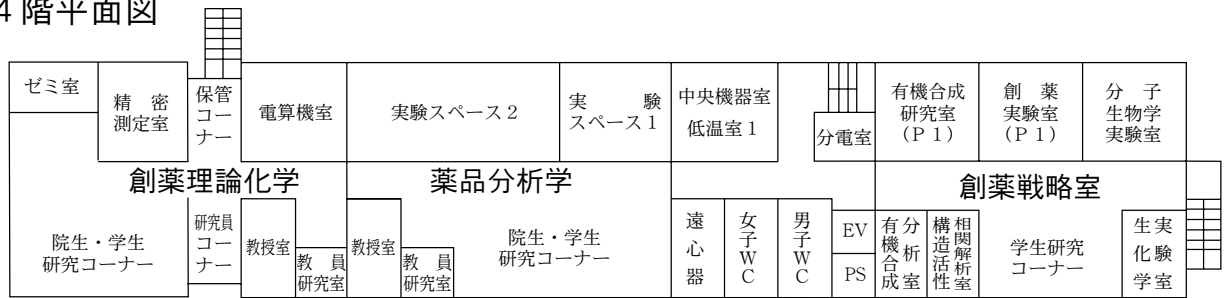 4階平面図
ゼミ室
精 密
測定室
保管
コー
ナー
電算機室
実験スペース2
実 験
スペース1
中央機器室
低温室1
分電室
有機合成
研究室
(P1)
創 薬
実験室
(P1)
分 子
生物学
実験室
創薬理論化学
薬品分析学
創薬戦略室
院生・学生
研究コーナー
研究員
コー
ナー
教授室
教 員
研究室
教授室
教 員
研究室
院生・学生
研究コーナー
遠心器
女子WC
男子WC
EV
PS
有機合成
分析室
構造活性
相関解析室
学生研究
コーナー
生化学
実験室